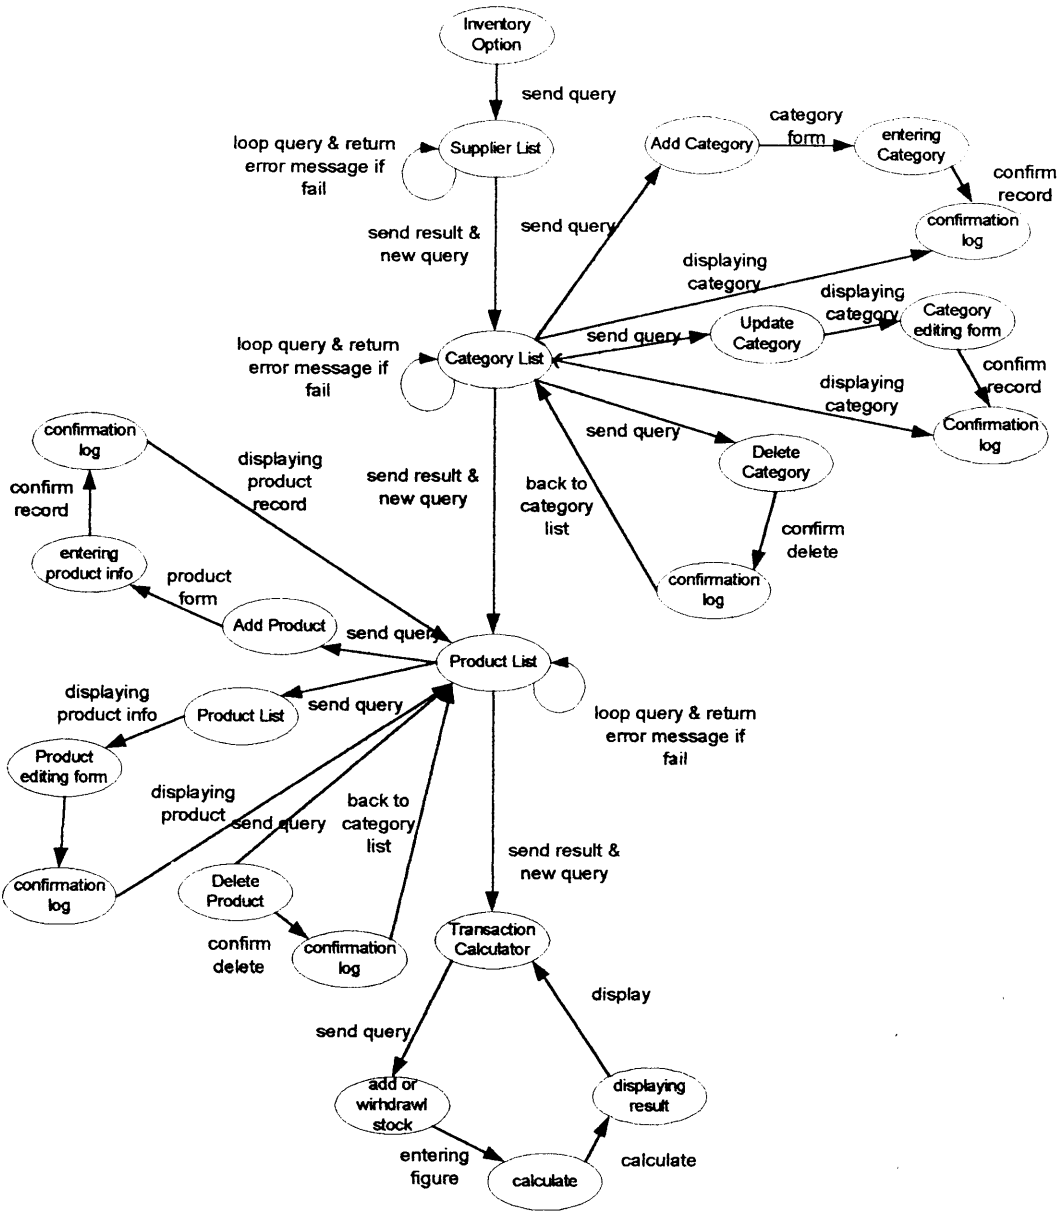 Inventory
Option
send query
Supplier List
loop query & return
error message if
fail
send result &
new query
Add Category
category
form
entering
Category
confirm
record
confirmation
log
send query
displaying
category
Update
Category
send query
displaying
category
Category
editing form
confirm
record
Category List
loop query & return
error message if
fail
displaying
category
Confirmation
log
send query
Delete
Category
confirm
delete
confirmation
log
back to
category
list
send result &
new query
confirmation
log
displaying
product
record
confirm
record
entering
product info
product
form
Add Product
send query
Product List
loop query & return
error message if
fail
displaying
product info
Product List
send query
Product
editing form
displaying
product
send query
back to
category
list
confirmation
log
Delete
Product
confirm
delete
confirmation
log
send result &
new query
Transaction
Calculator
display
send query
add or
wirhdrawl
stock
displaying
result
entering
figure
calculate
calculate